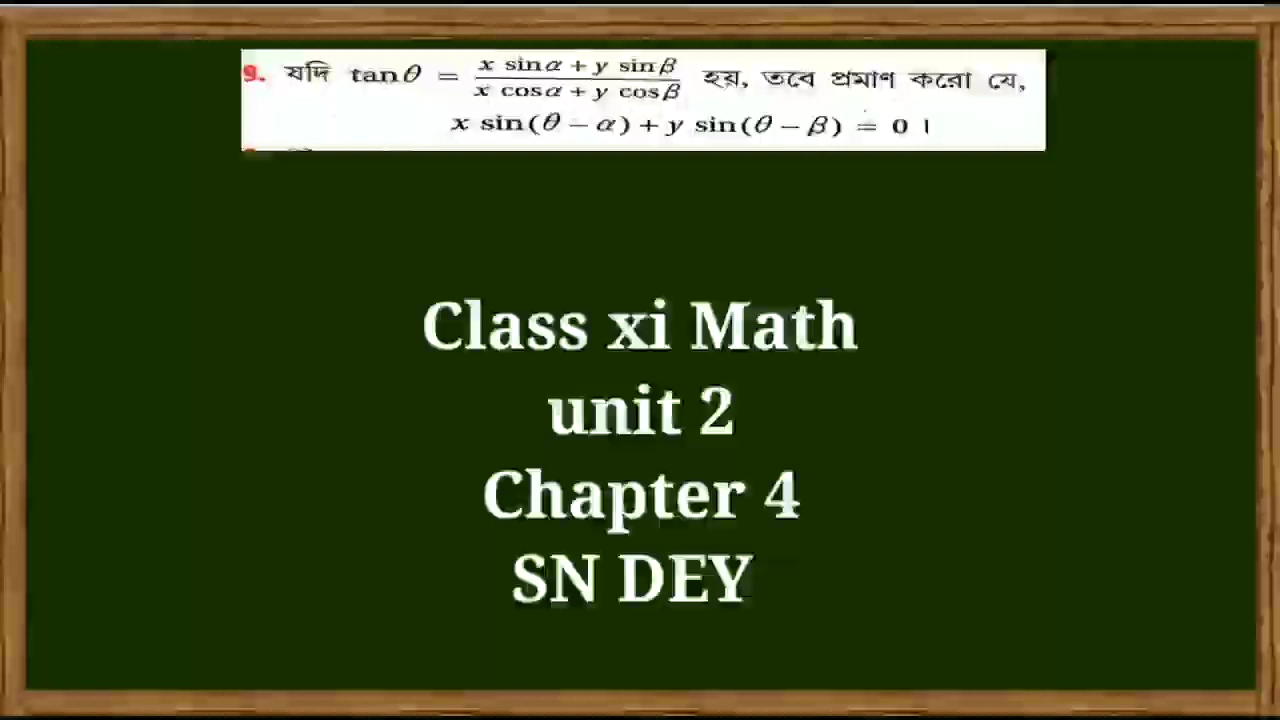 9. যদি tanθ = (x sinα + y sinβ)/(x cosα + y cosβ) হয়, তবে প্রমাণ করো যে,
x sin(θ − α) + y sin(θ − β) = 0 ।
Class xi Math
unit 2
Chapter 4
SN DEY